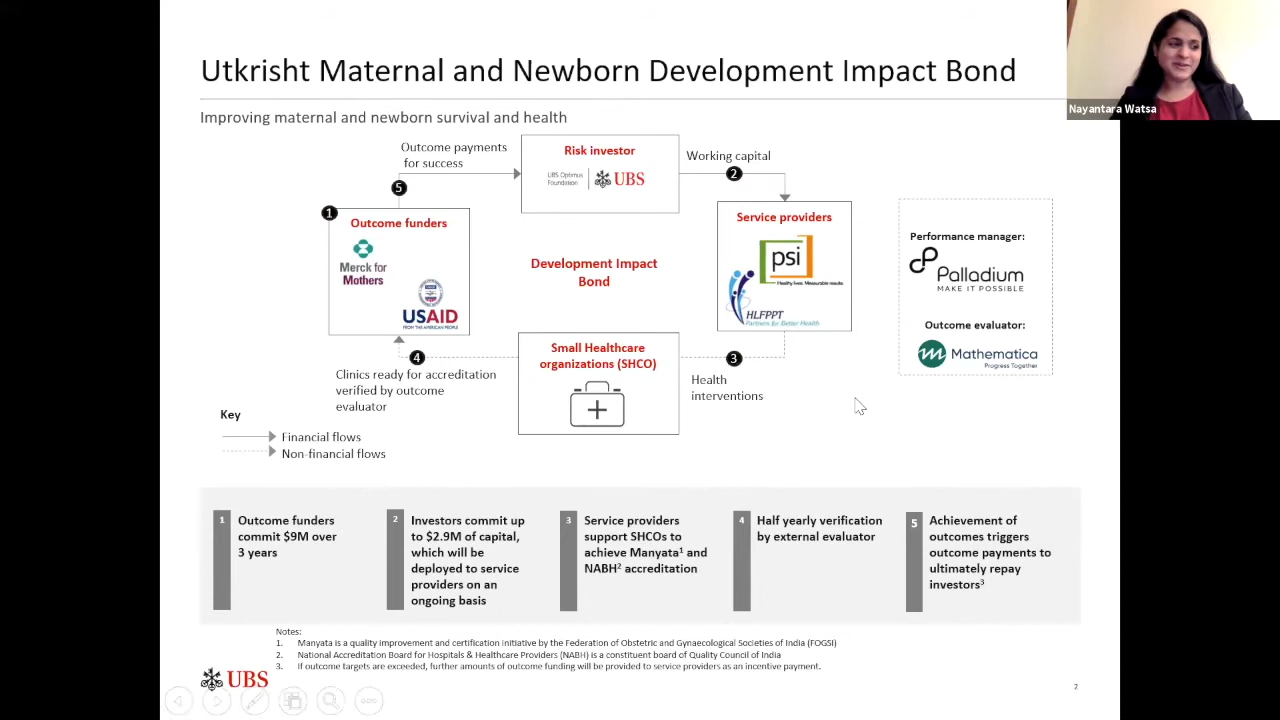 Utkrisht Maternal and Newborn Development Impact Bond
Nayantara Watsa
Improving maternal and newborn survival and health
Outcome payments
for success
5
Risk investor
UBS Optimus
Foundation
UBS
Working capital
2
1
Outcome funders
Merck for
Mothers
USAID
FROM THE AMERICAN PEOPLE
Development Impact
Bond
Service providers
psi
Healthy lives. Measurable results.
HLFPPT
Partners for Better Health
Performance manager:
Palladium
MAKE IT POSSIBLE
Outcome evaluator:
Mathematica
Progress Together
4
Clinics ready for accreditation
verified by outcome
evaluator
Small Healthcare
organizations (SHCO)
3
Health
interventions
Key
Financial flows
Non-financial flows
1
Outcome funders
commit $9M over
3 years
2
Investors commit up
to $2.9M of capital,
which will be
deployed to service
providers on an
ongoing basis
3
Service providers
support SHCOs to
achieve Manyata¹ and
NABH² accreditation
4
Half yearly verification
by external evaluator
5
Achievement of
outcomes triggers
outcome payments to
ultimately repay
investors³
Notes:
1. Manyata is a quality improvement and certification initiative by the Federation of Obstetric and Gynaecological Societies of India (FOGSI)
2. National Accreditation Board for Hospitals & Healthcare Providers (NABH) is a constituent board of Quality Council of India
3. If outcome targets are exceeded, further amounts of outcome funding will be provided to service providers as an incentive payment.
UBS
2